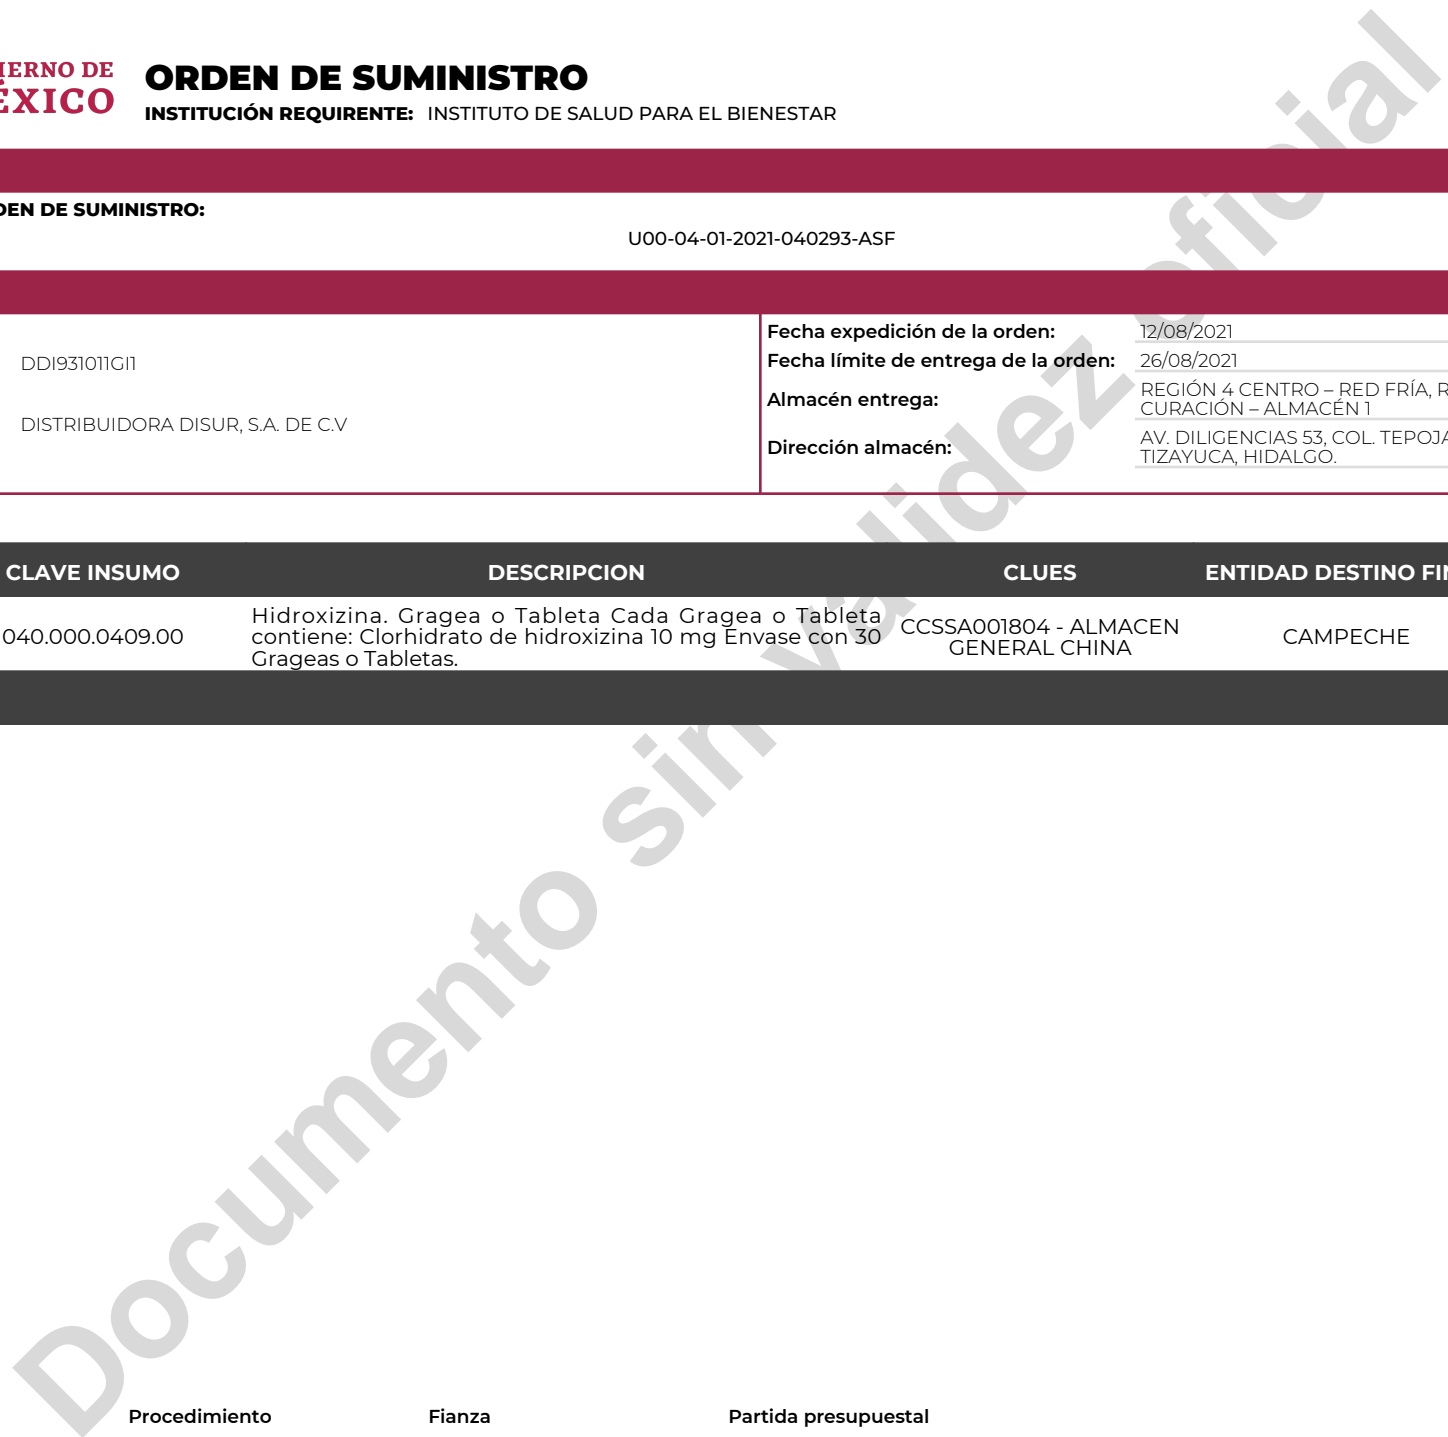 IERNO DE
ÉXICO
ORDEN DE SUMINISTRO
INSTITUCIÓN REQUIRENTE: INSTITUTO DE SALUD PARA EL BIENESTAR
DEN DE SUMINISTRO:
U00-04-01-2021-040293-ASF
DDI931011GI1
DISTRIBUIDORA DISUR, S.A. DE C.V
Fecha expedición de la orden: 12/08/2021
Fecha límite de entrega de la orden: 26/08/2021
Almacén entrega: REGIÓN 4 CENTRO – RED FRÍA, R
CURACIÓN – ALMACÉN 1
Dirección almacén: AV. DILIGENCIAS 53, COL. TEPOJA
TIZAYUCA, HIDALGO.
CLAVE INSUMO DESCRIPCION CLUES ENTIDAD DESTINO FIN
040.000.0409.00
Hidroxizina. Gragea o Tableta Cada Gragea o Tableta
contiene: Clorhidrato de hidroxizina 10 mg Envase con 30
Grageas o Tabletas.
CCSSA001804 - ALMACEN
GENERAL CHINA
CAMPECHE
Documento sin validez oficial
Procedimiento Fianza Partida presupuestal